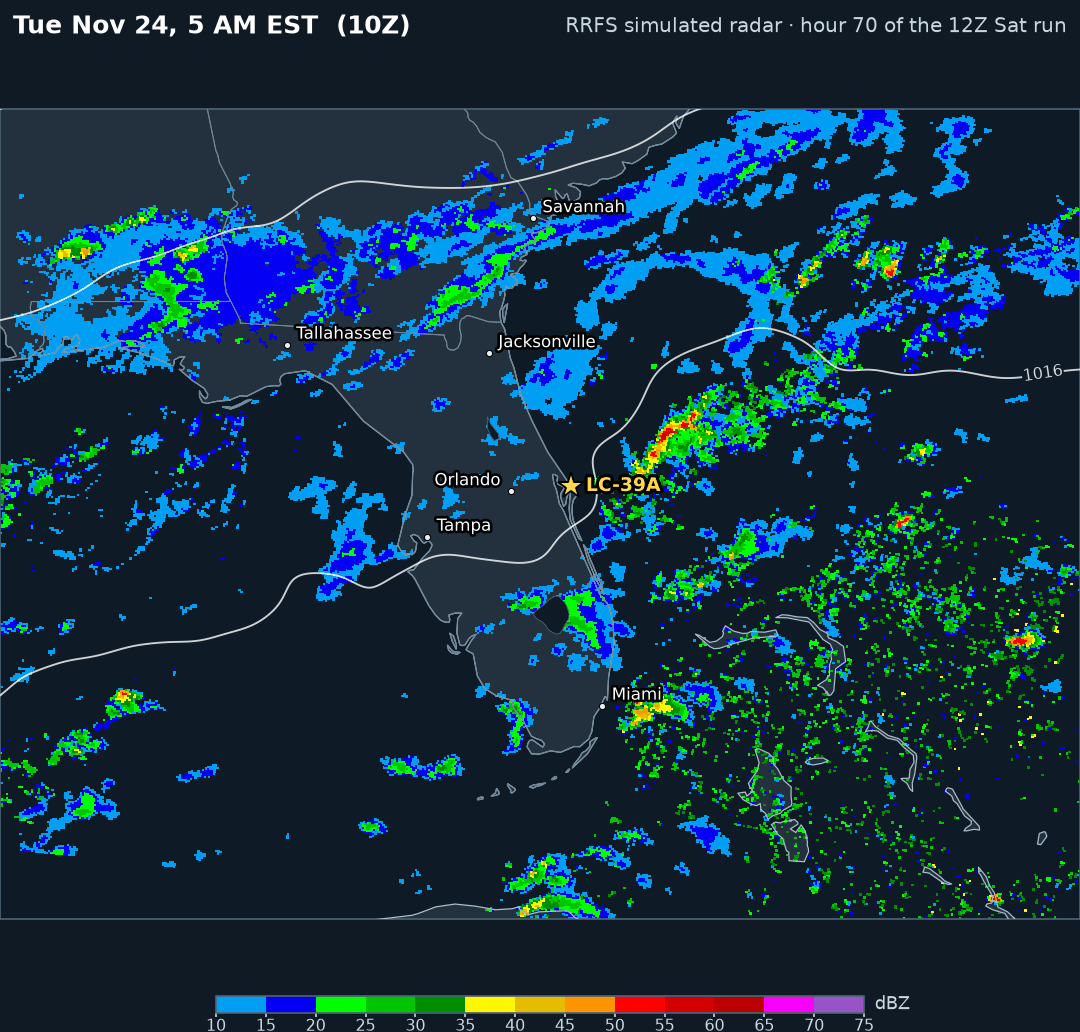 Tue Nov 24, 5 AM EST (10Z)
RRFS simulated radar · hour 70 of the 12Z Sat run
Savannah
Tallahassee
Jacksonville
1016
Orlando
LC-39A
Tampa
Miami
dBZ
10 15 20 25 30 35 40 45 50 55 60 65 70 75